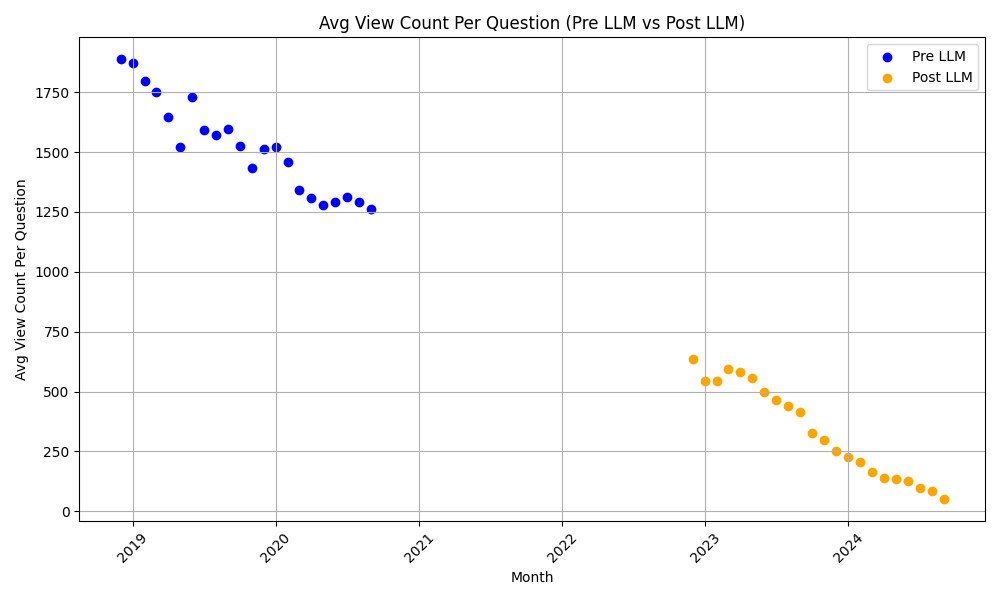 Avg View Count Per Question (Pre LLM vs Post LLM)
Pre LLM
Post LLM
Avg View Count Per Question
1750
1500
1250
1000
750
500
250
0
2019
2020
2021
2022
2023
2024
Month